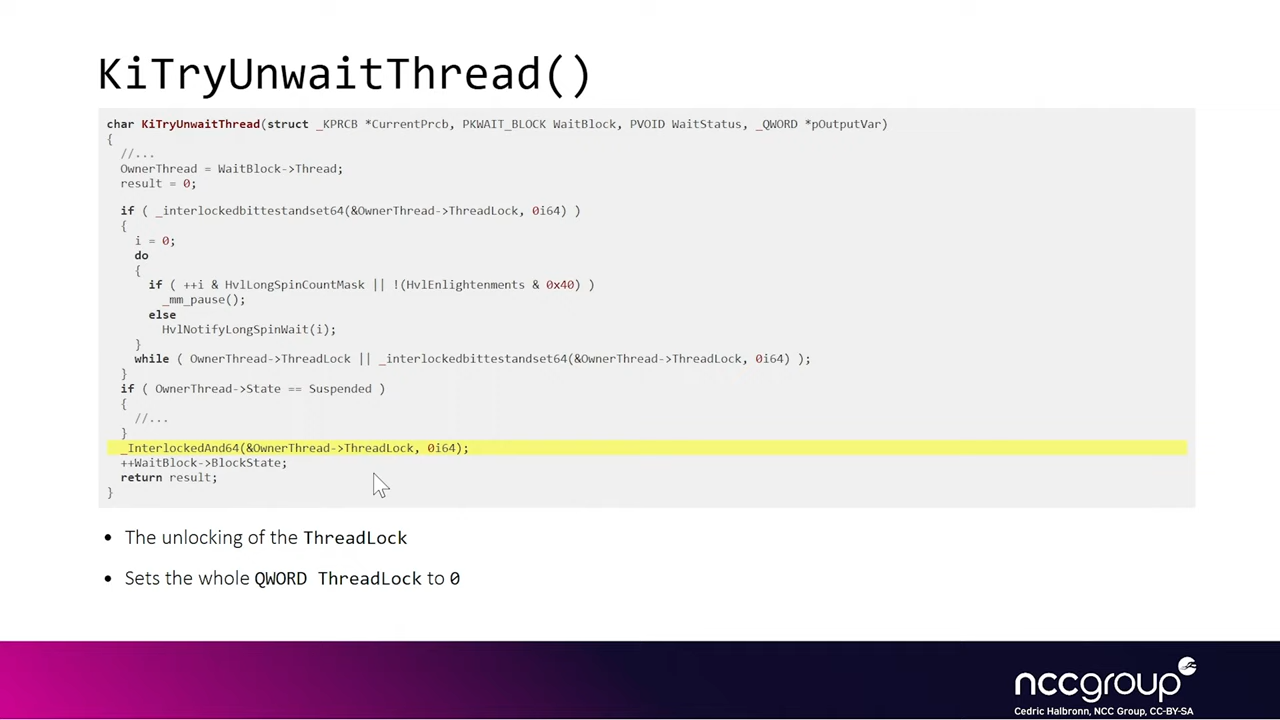 KiTryUnwaitThread()
char KiTryUnwaitThread(struct _KPRCB *CurrentPrcb, PKWAIT_BLOCK WaitBlock, PVOID WaitStatus, _QWORD *pOutputVar)
{
//...
OwnerThread = WaitBlock->Thread;
result = 0;
if ( _interlockedbittestandset64(&OwnerThread->ThreadLock, 0i64) )
{
i = 0;
do
{
if ( ++i & HvlLongSpinCountMask || !(HvlEnlightenments & 0x40) )
_mm_pause();
else
HvlNotifyLongSpinWait(i);
}
while ( OwnerThread->ThreadLock || _interlockedbittestandset64(&OwnerThread->ThreadLock, 0i64) );
}
if ( OwnerThread->State == Suspended )
{
//...
}
_InterlockedAnd64(&OwnerThread->ThreadLock, 0i64);
++WaitBlock->BlockState;
return result;
}
• The unlocking of the ThreadLock
• Sets the whole QWORD ThreadLock to 0
nccgroup
Cedric Halbronn, NCC Group, CC-BY-SA